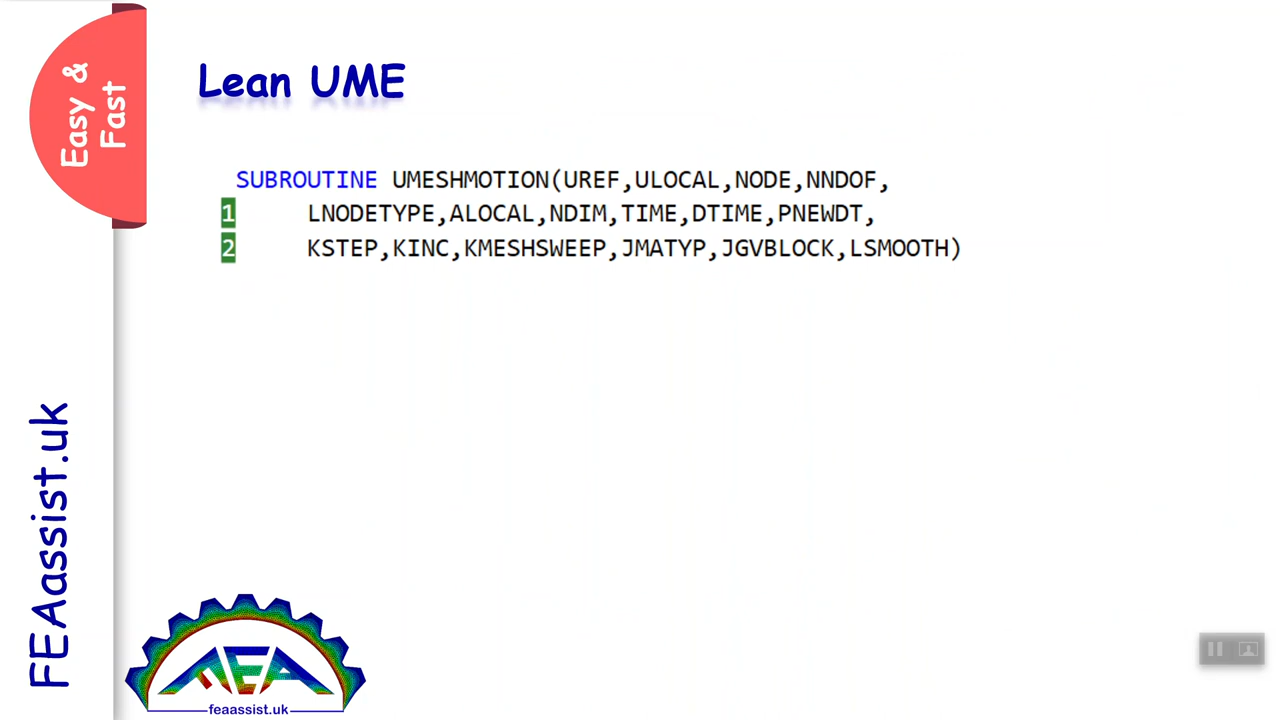 Easy &
Fast
Lean UME
SUBROUTINE UMESHMOTION(UREF,ULOCAL,NODE,NNDOF,
1 LNODETYPE,ALOCAL,NDIM,TIME,DTIME,PNEWDT,
2 KSTEP,KINC,KMESHSWEEP,JMATYP,JGVBLOCK,LSMOOTH)
FEAassist.uk
FEA
feaassist.uk